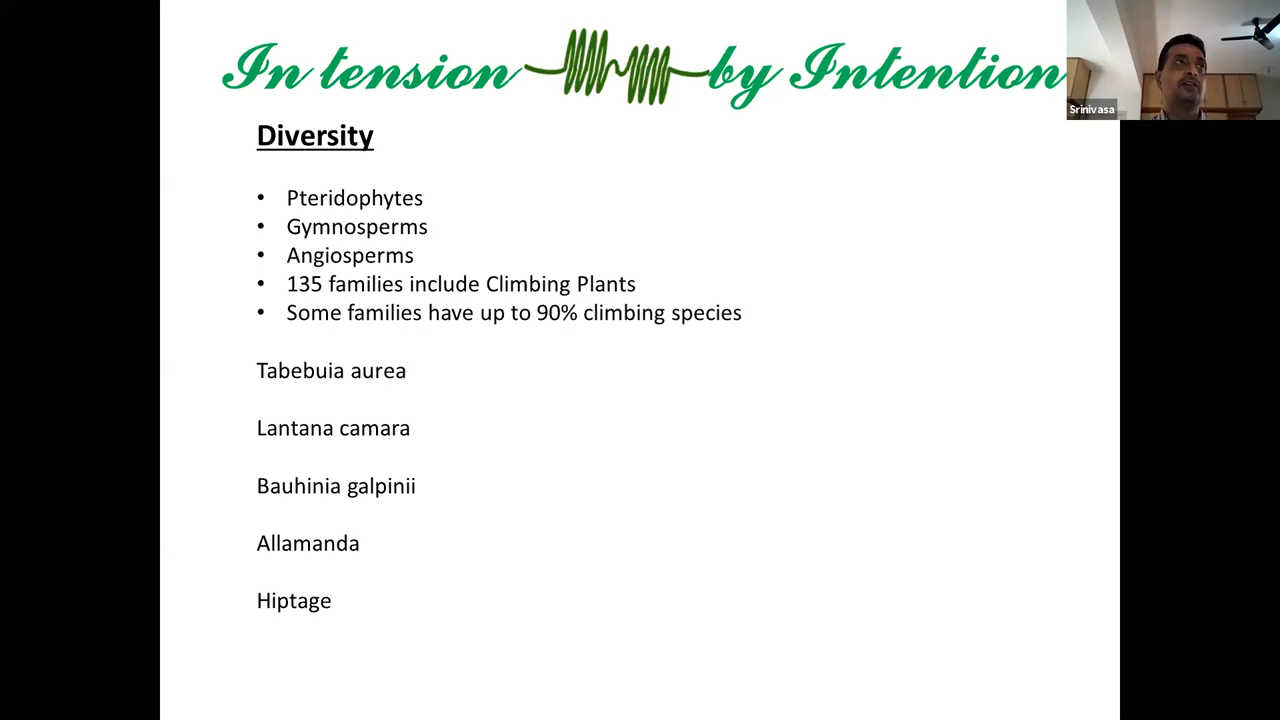 In tension by Intention
Srinivasa
Diversity
• Pteridophytes
• Gymnosperms
• Angiosperms
• 135 families include Climbing Plants
• Some families have up to 90% climbing species
Tabebuia aurea
Lantana camara
Bauhinia galpinii
Allamanda
Hiptage